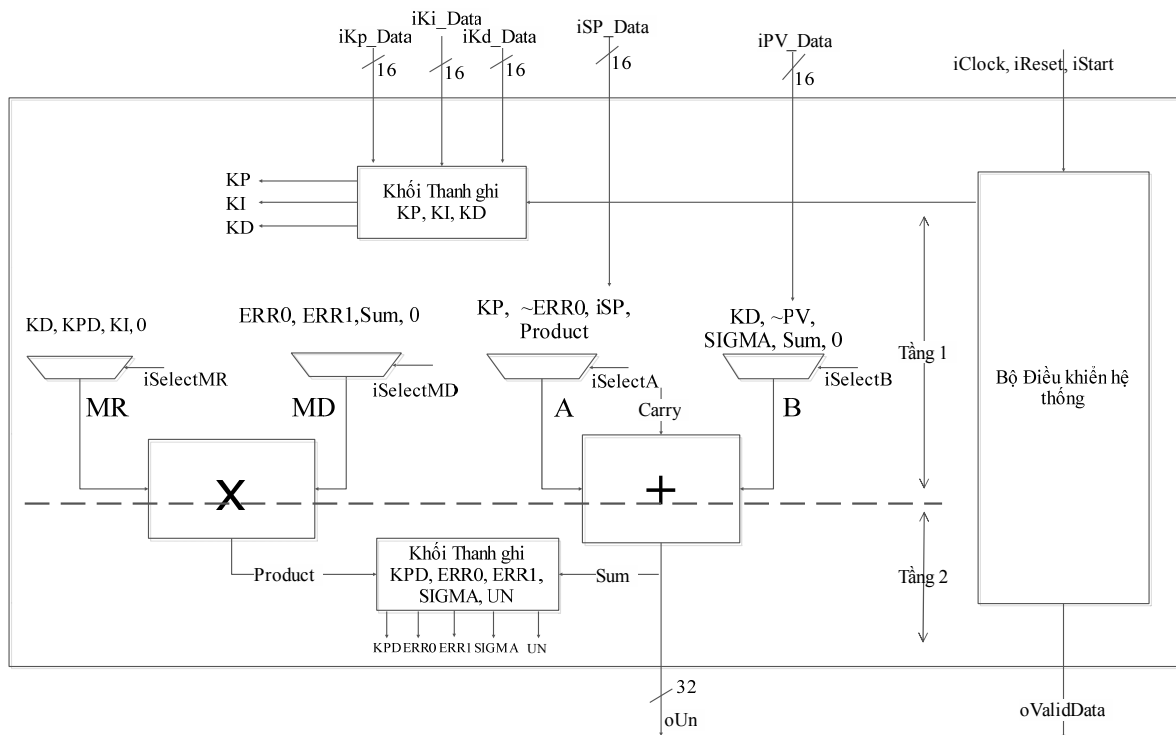 iKi_Data
iKp_Data
iKd_Data
iSP_Data
iPV_Data
16
16
16
16
16
iClock, iReset, iStart
KP
KI
KD
Khối Thanh ghi
KP, KI, KD
KD, KPD, KI, 0
ERR0, ERR1,Sum, 0
KP, ~ERR0, iSP,
Product
KD, ~PV,
SIGMA, Sum, 0
iSelectMR
iSelectMD
iSelectA
iSelectB
MR
MD
A
Carry
B
Tầng 1
Bộ Điều khiển hệ
thống
X
+
Khối Thanh ghi
KPD, ERR0, ERR1,
SIGMA, UN
Product
Sum
Tầng 2
KPD ERR0 ERR1 SIGMA UN
32
oUn
oValidData